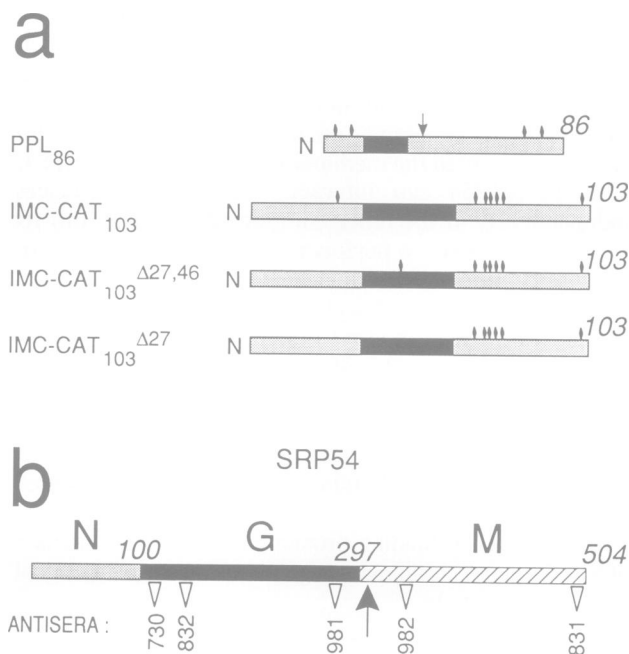 a
PPL86 N 86
IMC-CAT103 N 103
IMC-CAT103Δ27,46 N 103
IMC-CAT103Δ27 N 103
SRP54
b
N 100 G 297 M 504
ANTISERA : 730 832 981 982 831